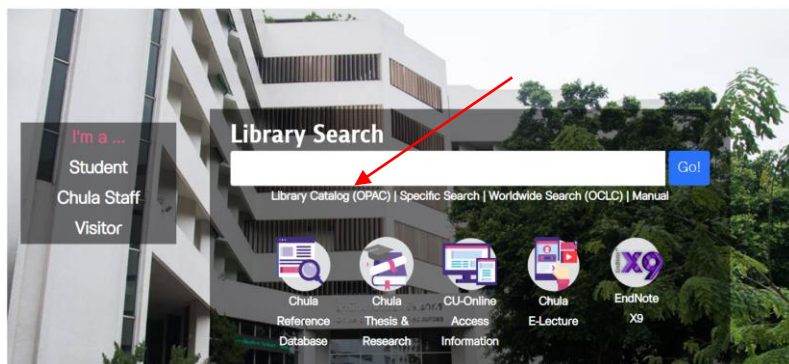 I'm a ...
Student
Chula Staff
Visitor
Library Search
Go!
Library Catalog (OPAC) | Specific Search | Worldwide Search (OCLC) | Manual
Chula
Reference
Database
Chula
Thesis &
Research
CU-Online
Access
Information
Chula
E-Lecture
EndNote
X9